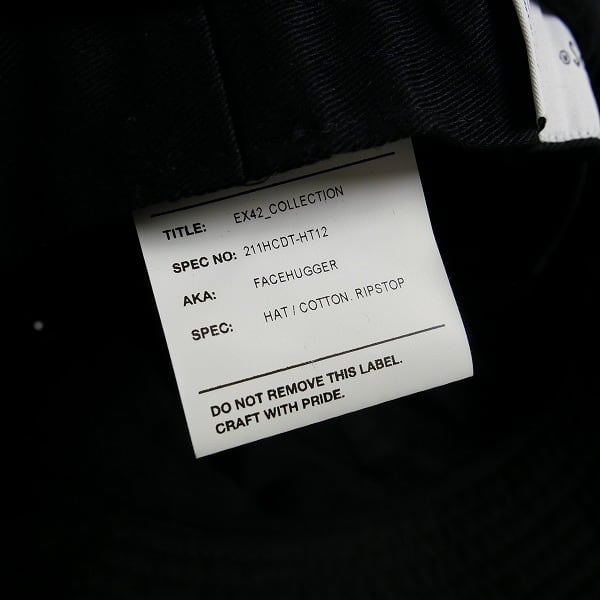 TITLE: EX42_COLLECTION
SPEC NO: 211HCDT-HT12
AKA: FACEHUGGER
SPEC: HAT / COTTON. RIPSTOP
DO NOT REMOVE THIS LABEL.
CRAFT WITH PRIDE.